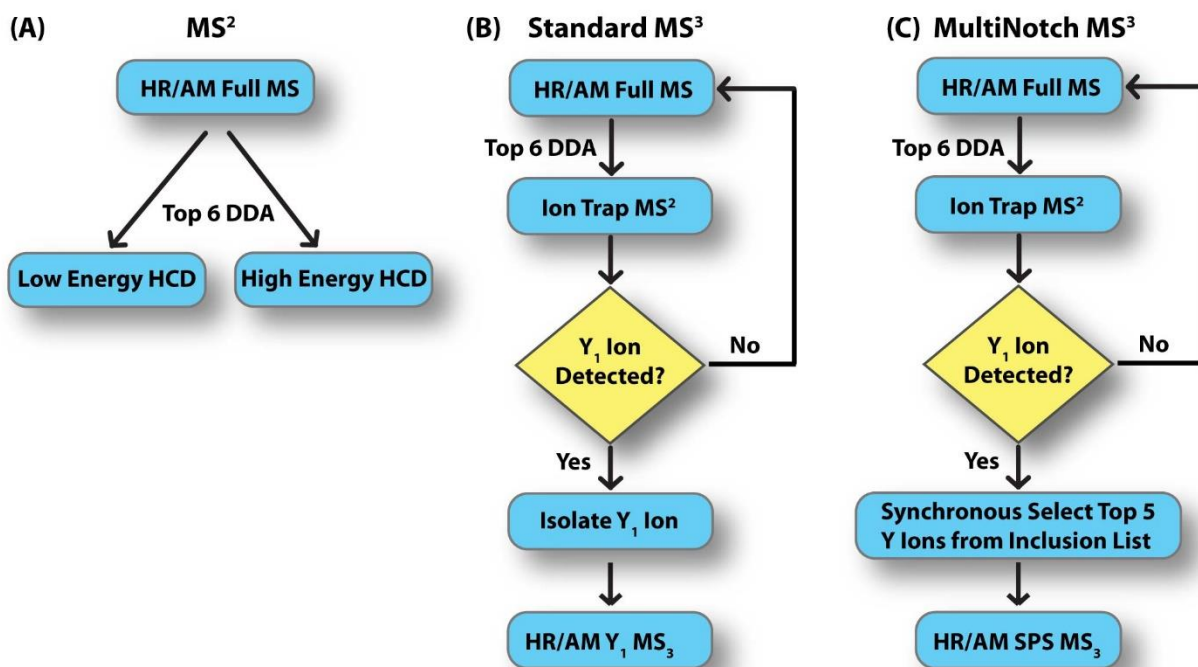 (A) MS²
HR/AM Full MS
Top 6 DDA
Low Energy HCD
High Energy HCD
(B) Standard MS³
HR/AM Full MS
Top 6 DDA
Ion Trap MS²
Y₁ Ion
Detected?
No
Yes
Isolate Y₁ Ion
HR/AM Y₁ MS₃
(C) MultiNotch MS³
HR/AM Full MS
Top 6 DDA
Ion Trap MS²
Y₁ Ion
Detected?
No
Yes
Synchronous Select Top 5
Y Ions from Inclusion List
HR/AM SPS MS₃